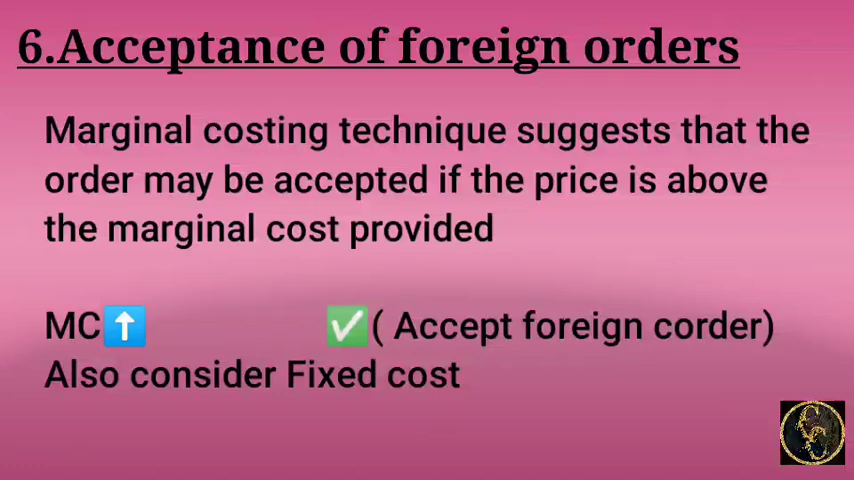 6.Acceptance of foreign orders
Marginal costing technique suggests that the
order may be accepted if the price is above
the marginal cost provided
MC⬆️ ✅( Accept foreign corder)
Also consider Fixed cost